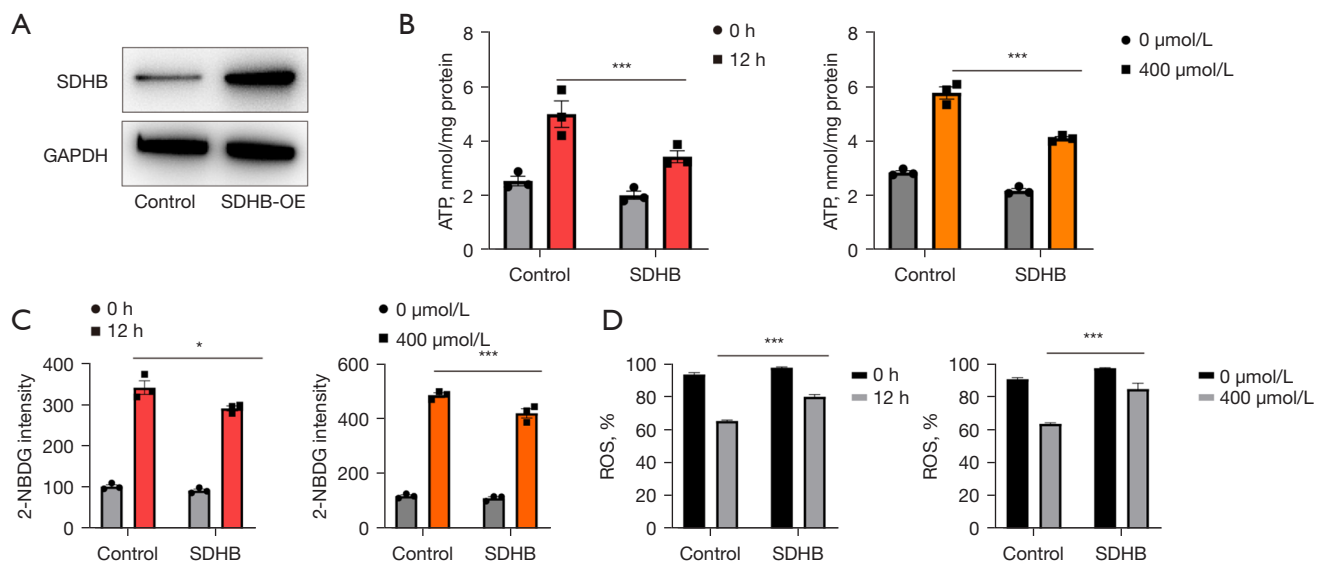 A
SDHB
GAPDH
Control SDHB-OE
B
ATP, nmol/mg protein
8
6
4
2
0
***
Control SDHB
0 h
12 h
ATP, nmol/mg protein
8
6
4
2
0
***
Control SDHB
0 μmol/L
400 μmol/L
C
0 h
12 h
2-NBDG intensity
400
300
200
100
0
*
Control SDHB
0 μmol/L
400 μmol/L
2-NBDG intensity
600
400
200
0
***
Control SDHB
D
ROS, %
100
80
60
40
20
0
***
Control SDHB
0 h
12 h
ROS, %
100
80
60
40
20
0
***
Control SDHB
0 μmol/L
400 μmol/L